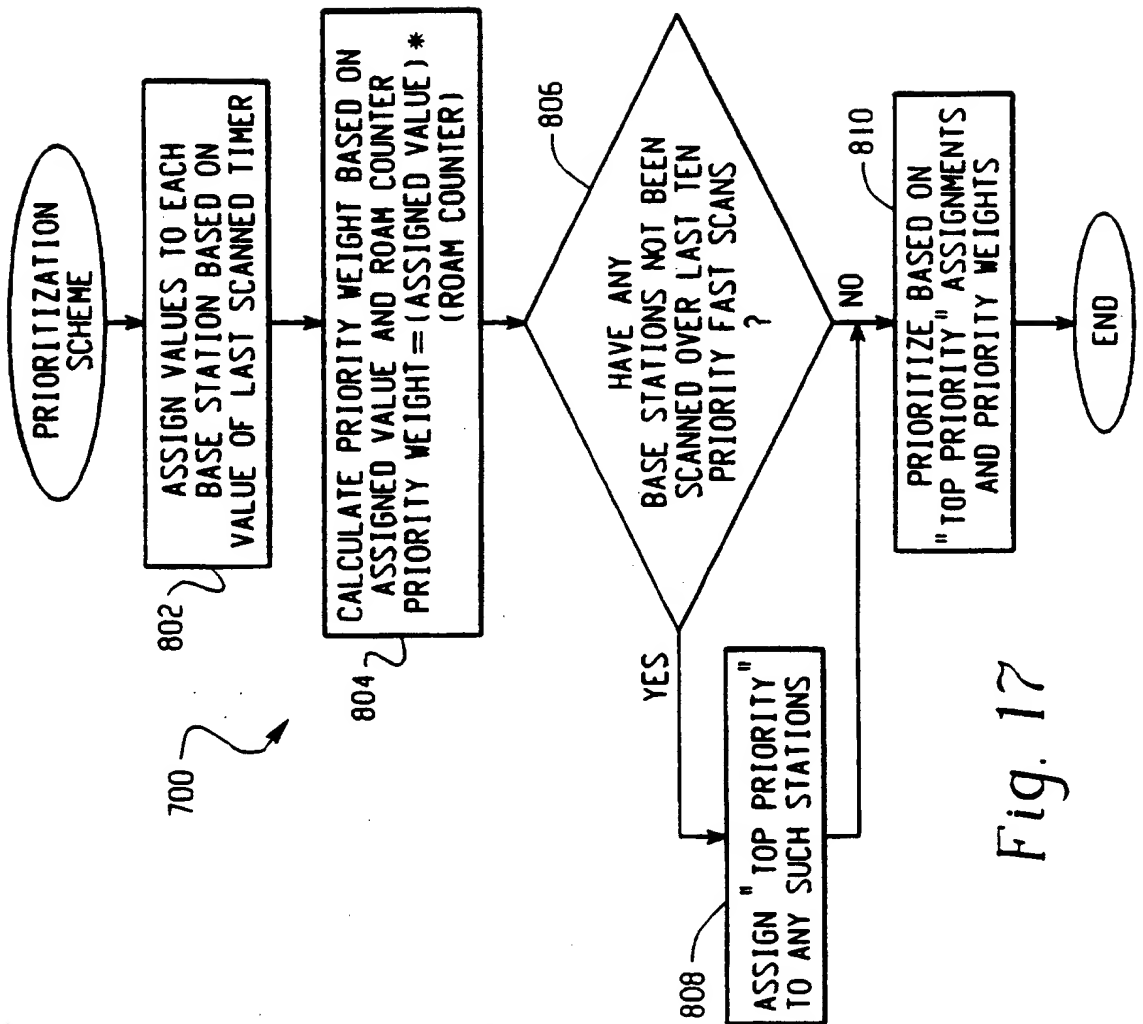 PRIORITIZATION
SCHEME
700
802
ASSIGN VALUES TO EACH
BASE STATION BASED ON
VALUE OF LAST SCANNED TIMER
804
CALCULATE PRIORITY WEIGHT BASED ON
ASSIGNED VALUE AND ROAM COUNTER
PRIORITY WEIGHT = (ASSIGNED VALUE) *
(ROAM COUNTER)
806
HAVE ANY
BASE STATIONS NOT BEEN
SCANNED OVER LAST TEN
PRIORITY FAST SCANS
?
YES
NO
808
ASSIGN "TOP PRIORITY"
TO ANY SUCH STATIONS
810
PRIORITIZE BASED ON
"TOP PRIORITY" ASSIGNMENTS
AND PRIORITY WEIGHTS
END
Fig. 17